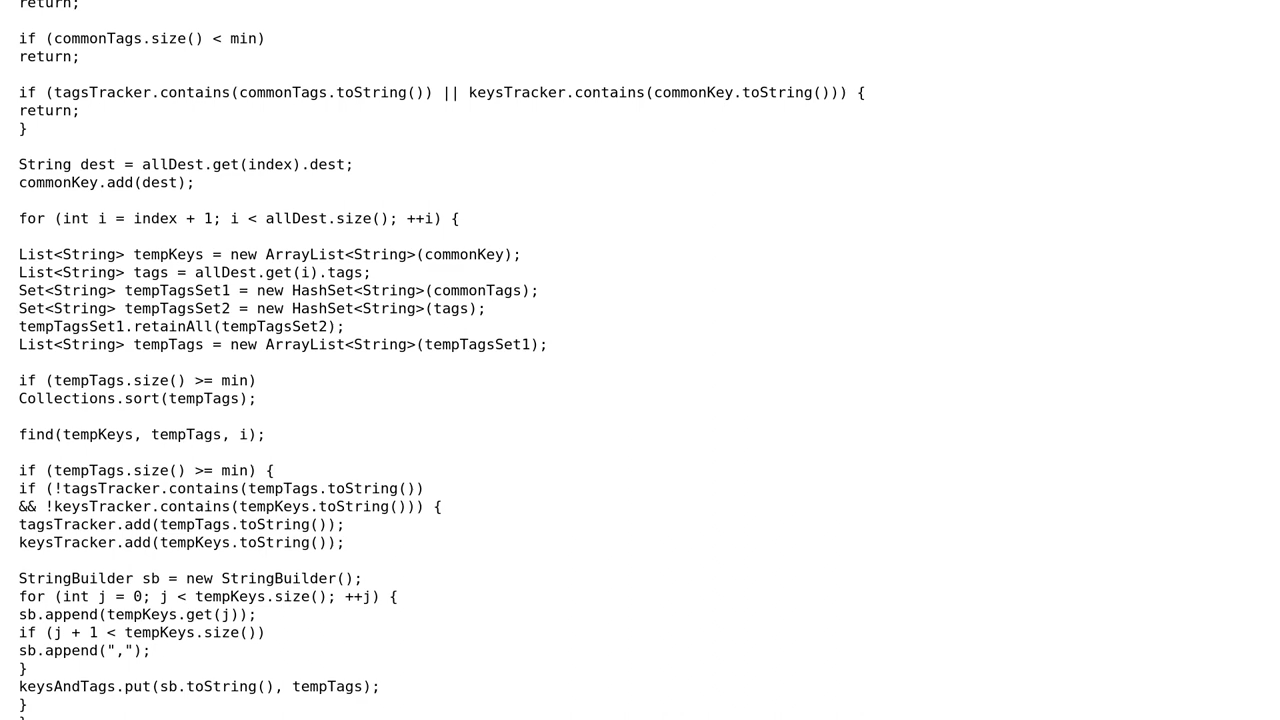 return;
if (commonTags.size() < min)
return;
if (tagsTracker.contains(commonTags.toString()) || keysTracker.contains(commonKey.toString())) {
return;
}
String dest = allDest.get(index).dest;
commonKey.add(dest);
for (int i = index + 1; i < allDest.size(); ++i) {
List<String> tempKeys = new ArrayList<String>(commonKey);
List<String> tags = allDest.get(i).tags;
Set<String> tempTagsSet1 = new HashSet<String>(commonTags);
Set<String> tempTagsSet2 = new HashSet<String>(tags);
tempTagsSet1.retainAll(tempTagsSet2);
List<String> tempTags = new ArrayList<String>(tempTagsSet1);
if (tempTags.size() >= min)
Collections.sort(tempTags);
find(tempKeys, tempTags, i);
if (tempTags.size() >= min) {
if (!tagsTracker.contains(tempTags.toString())
&& !keysTracker.contains(tempKeys.toString())) {
tagsTracker.add(tempTags.toString());
keysTracker.add(tempKeys.toString());
StringBuilder sb = new StringBuilder();
for (int j = 0; j < tempKeys.size(); ++j) {
sb.append(tempKeys.get(j));
if (j + 1 < tempKeys.size())
sb.append(",");
}
keysAndTags.put(sb.toString(), tempTags);
}
}